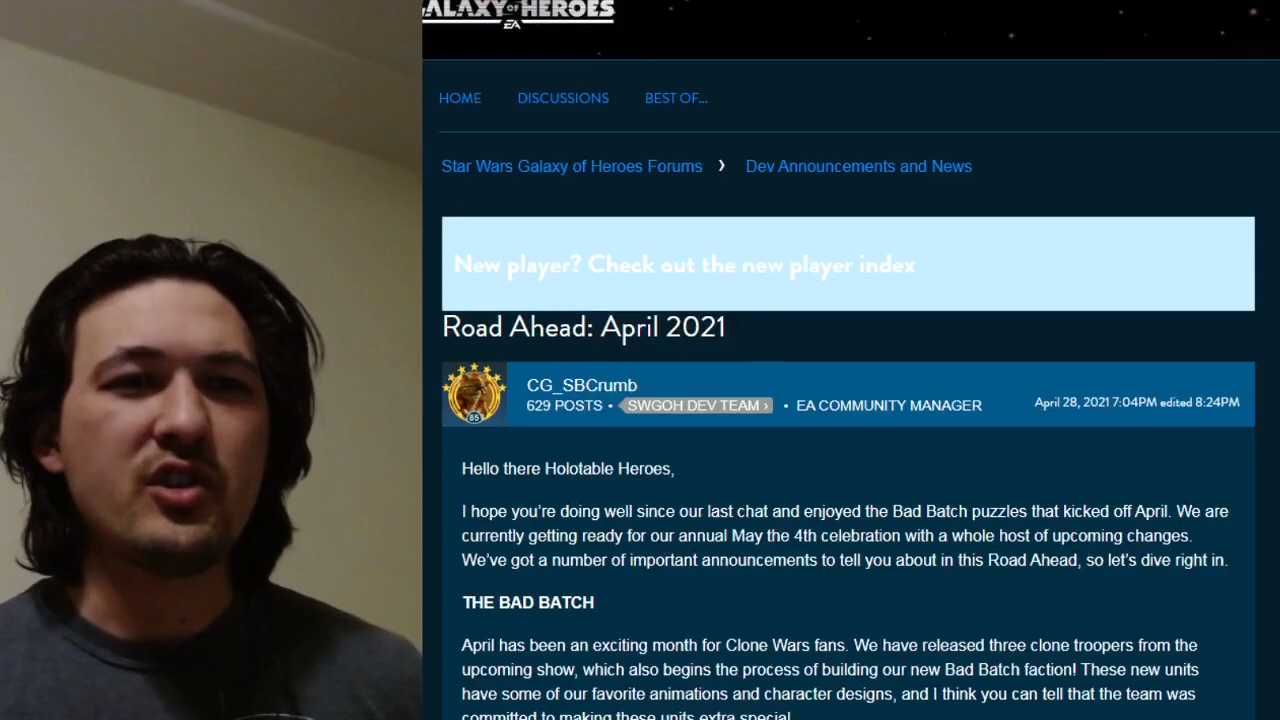 GALAXY OF HEROES
EA
HOME DISCUSSIONS BEST OF...
Star Wars Galaxy of Heroes Forums › Dev Announcements and News
New player? Check out the new player index
Road Ahead: April 2021
CG_SBCrumb
629 POSTS • SWGOH DEV TEAM › • EA COMMUNITY MANAGER April 28, 2021 7:04PM edited 8:24PM
85
Hello there Holotable Heroes,
I hope you're doing well since our last chat and enjoyed the Bad Batch puzzles that kicked off April. We are
currently getting ready for our annual May the 4th celebration with a whole host of upcoming changes.
We've got a number of important announcements to tell you about in this Road Ahead, so let's dive right in.
THE BAD BATCH
April has been an exciting month for Clone Wars fans. We have released three clone troopers from the
upcoming show, which also begins the process of building our new Bad Batch faction! These new units
have some of our favorite animations and character designs, and I think you can tell that the team was
committed to making these units extra special.